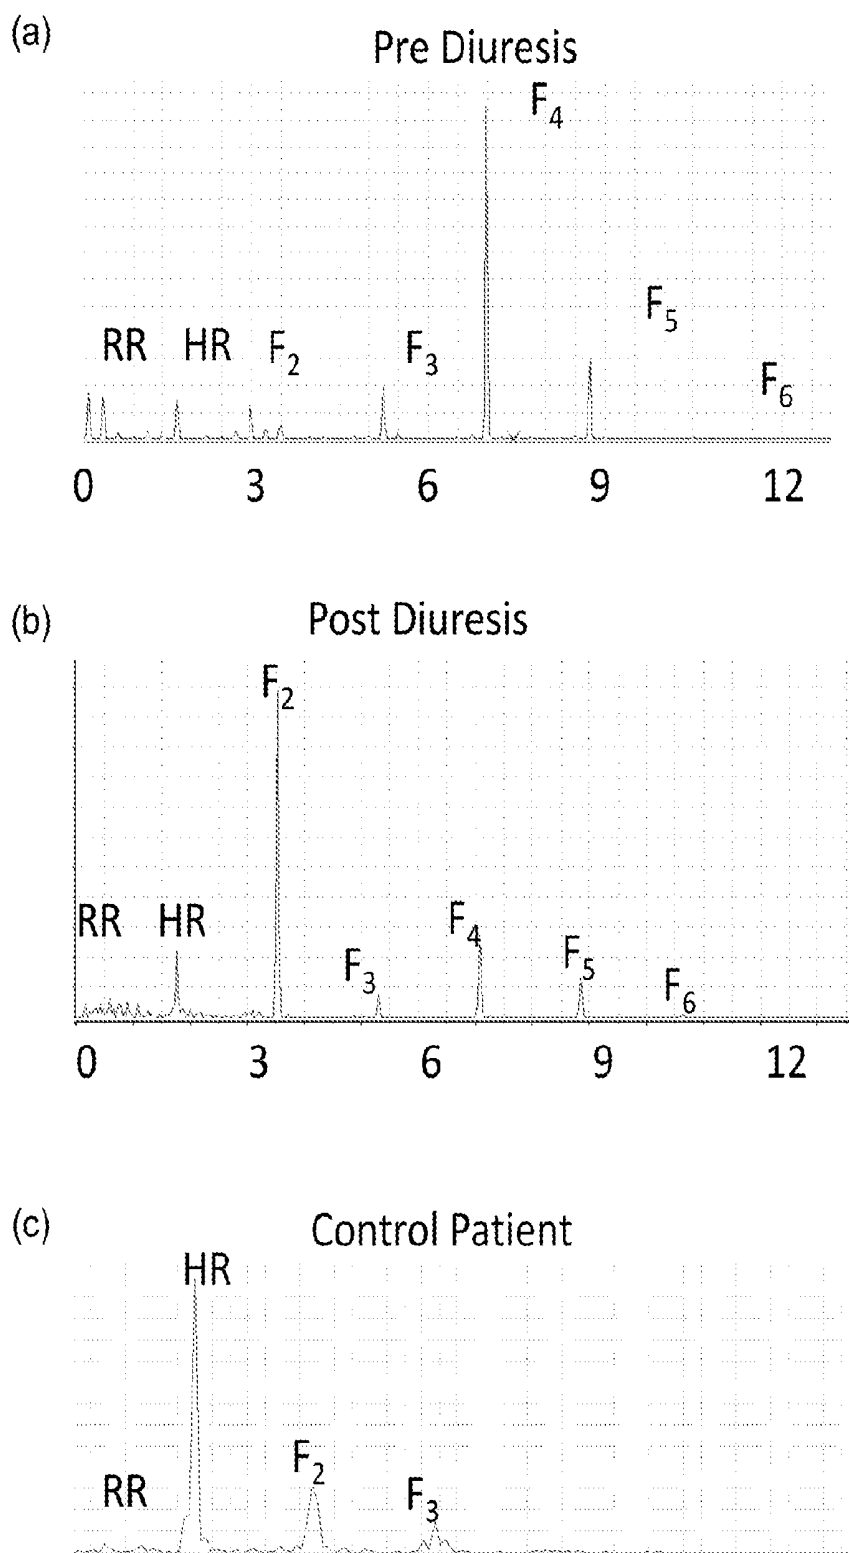 (a)
Pre Diuresis
F4
F5
RR HR F2 F3
F6
0 3 6 9 12
(b)
Post Diuresis
F2
RR HR F4
F3 F5 F6
0 3 6 9 12
(c)
Control Patient
HR
F2
RR F3